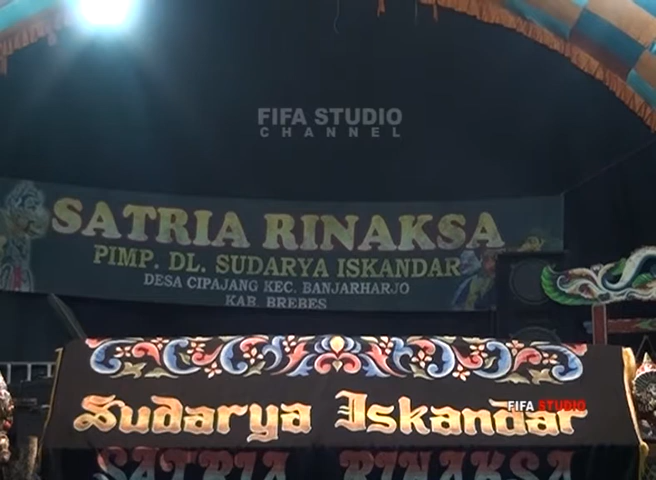 FIFA STUDIO
CHANNEL
SATRIA RINAKSA
PIMP. DL. SUDARYA ISKANDAR
DESA CIPAJANG KEC. BANJARHARJO
KAB. BREBES
Sudarya Iskandar
FIFA STUDIO
SATRIA RINAKSA